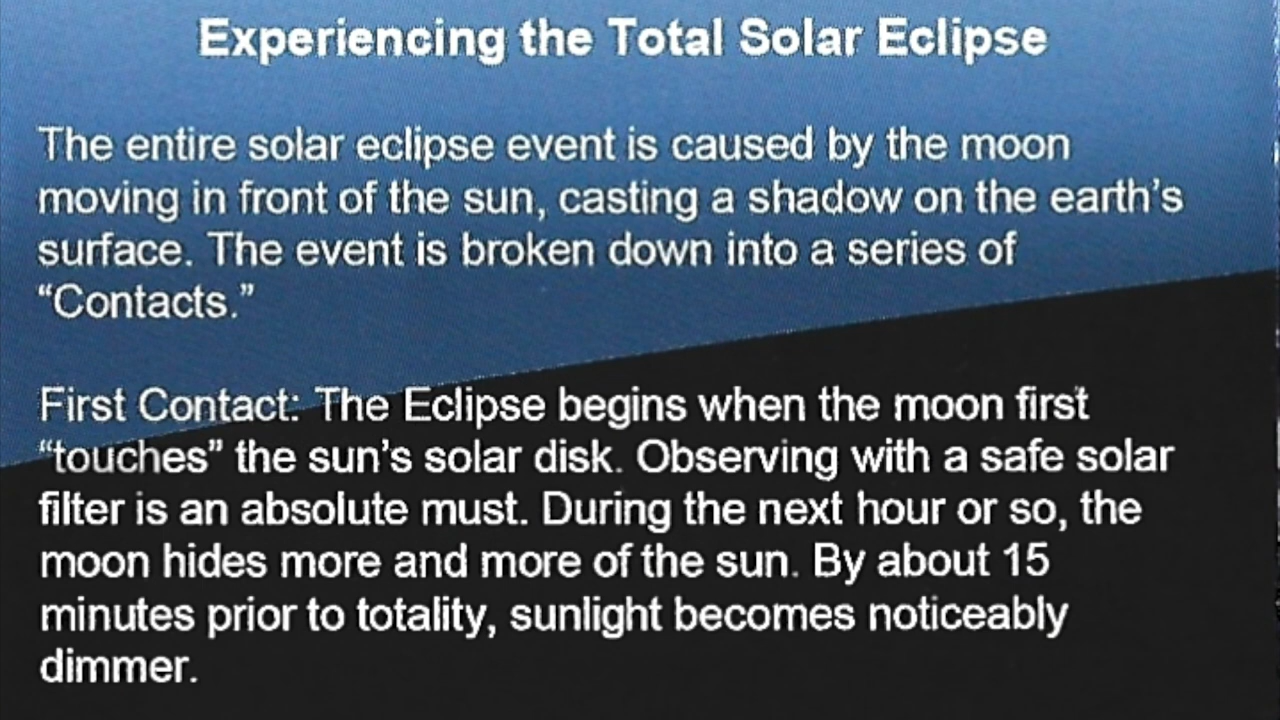 Experiencing the Total Solar Eclipse
The entire solar eclipse event is caused by the moon
moving in front of the sun, casting a shadow on the earth’s
surface. The event is broken down into a series of
“Contacts.”
First Contact: The Eclipse begins when the moon first
“touches” the sun’s solar disk. Observing with a safe solar
filter is an absolute must. During the next hour or so, the
moon hides more and more of the sun. By about 15
minutes prior to totality, sunlight becomes noticeably
dimmer.